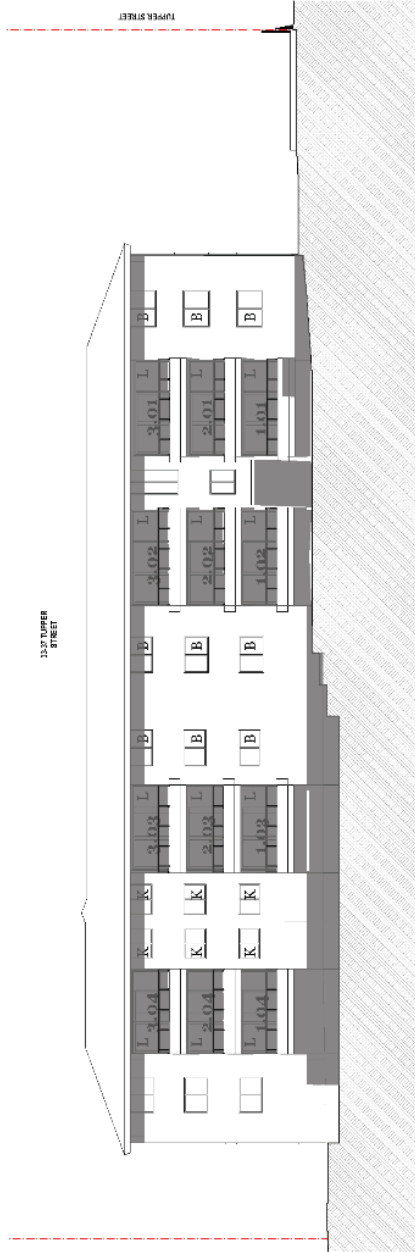 TUPPER STREET
33-37 TUPPER
STREET
L 3.04 K K 3.03 L B B 3.02 L 3.01 L B
L 2.04 K K 2.03 L B B 2.02 L 2.01 L B
L 1.04 K K 1.03 L B B 1.02 L 1.01 L B